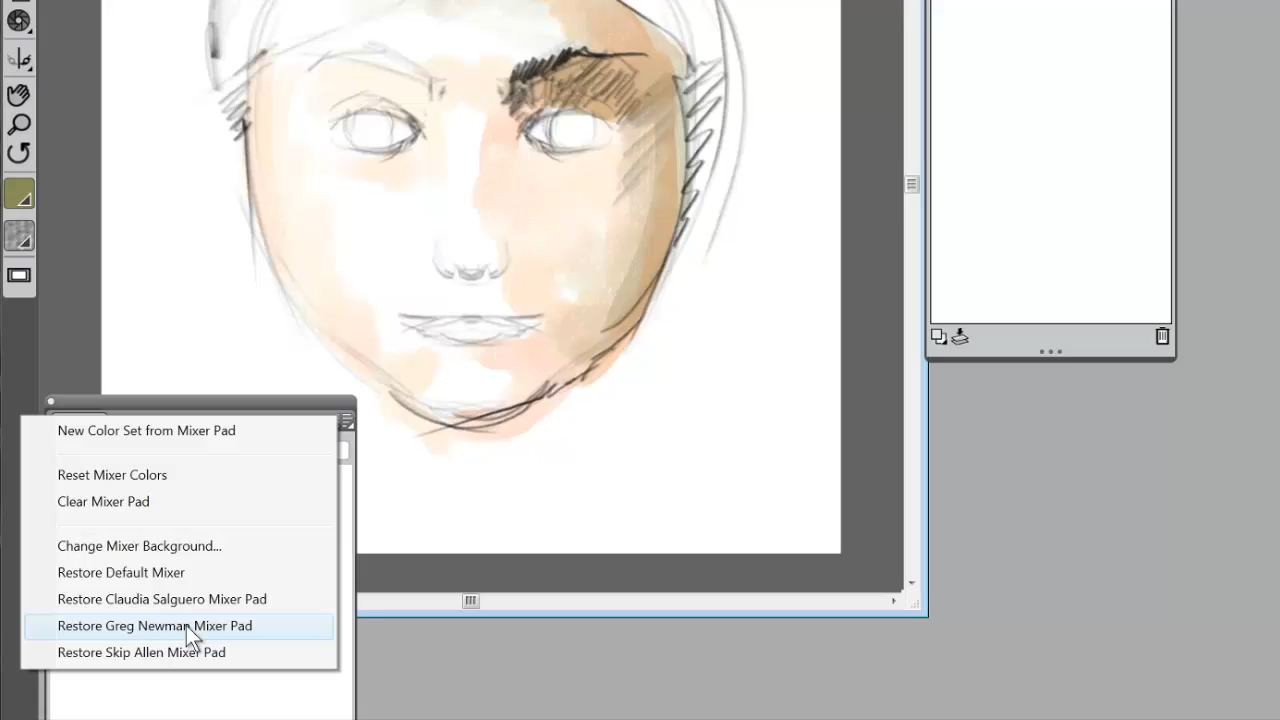 New Color Set from Mixer Pad
Reset Mixer Colors
Clear Mixer Pad
Change Mixer Background...
Restore Default Mixer
Restore Claudia Salguero Mixer Pad
Restore Greg Newman Mixer Pad
Restore Skip Allen Mixer Pad